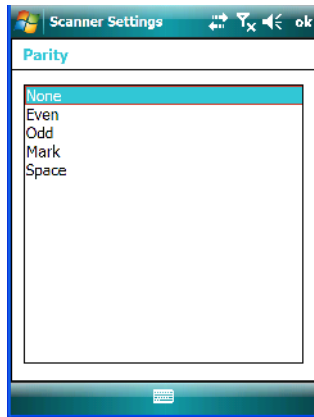 Scanner Settings ok
Parity
None
Even
Odd
Mark
Space